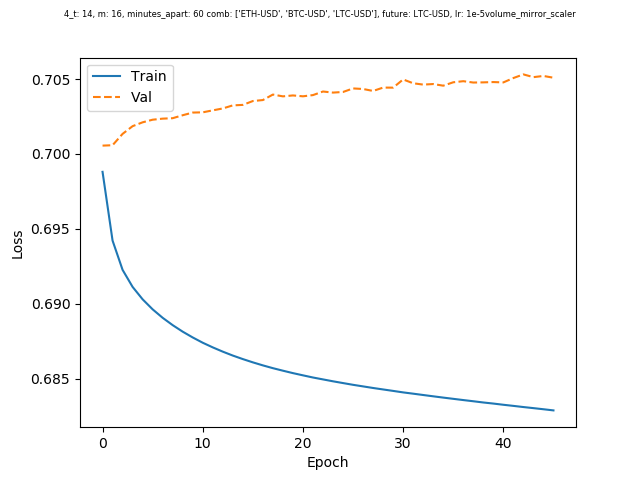 4_t: 14, m: 16, minutes_apart: 60 comb: ['ETH-USD', 'BTC-USD', 'LTC-USD'], future: LTC-USD, lr: 1e-5volume_mirror_scaler
Train
Val
0.705
0.700
0.695
0.690
0.685
Loss
0
10
20
30
40
Epoch